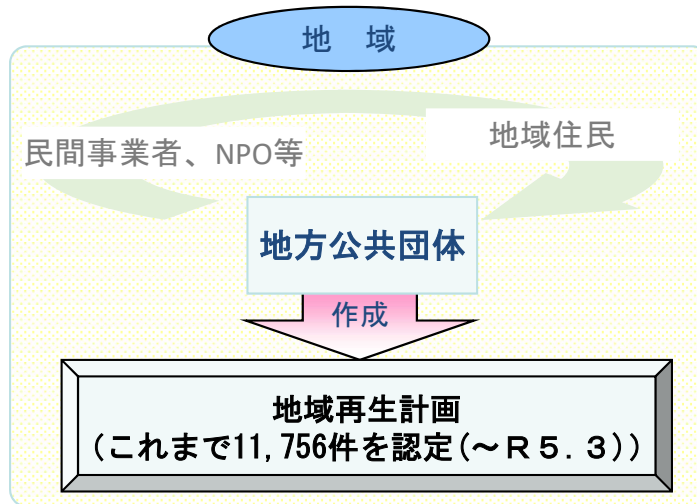 地　域
民間事業者、NPO等
地域住民
地方公共団体
作成
地域再生計画
（これまで11,756件を認定(～Ｒ５．３)）